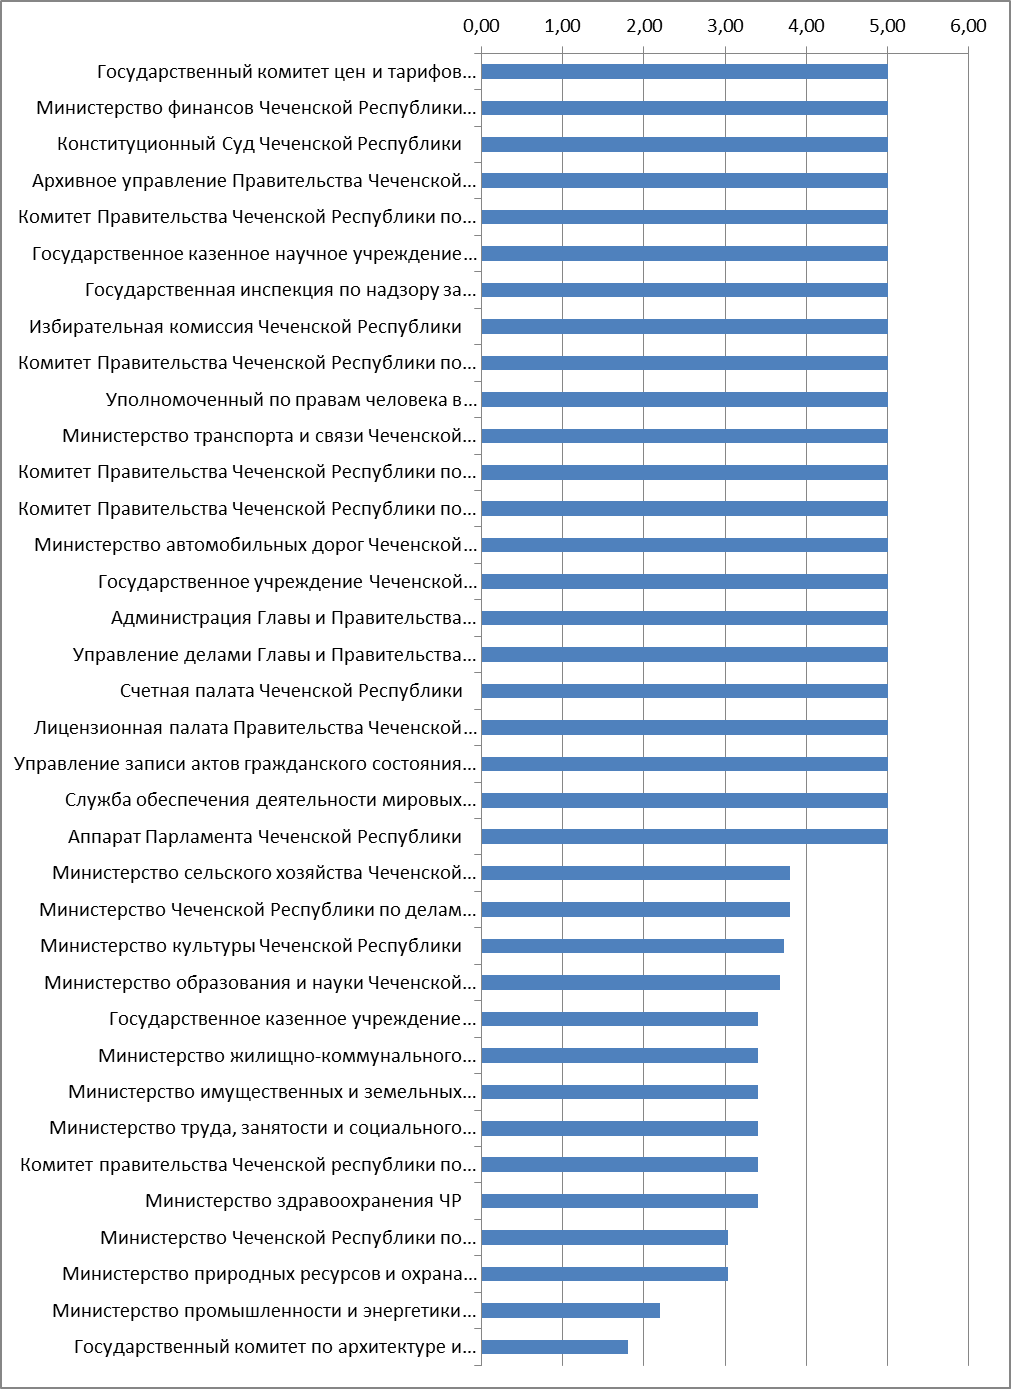 0,00 1,00 2,00 3,00 4,00 5,00 6,00
Государственный комитет цен и тарифов...
Министерство финансов Чеченской Республики...
Конституционный Суд Чеченской Республики
Архивное управление Правительства Чеченской...
Комитет Правительства Чеченской Республики по...
Государственное казенное научное учреждение...
Государственная инспекция по надзору за...
Избирательная комиссия Чеченской Республики
Комитет Правительства Чеченской Республики по...
Уполномоченный по правам человека в...
Министерство транспорта и связи Чеченской...
Комитет Правительства Чеченской Республики по...
Комитет Правительства Чеченской Республики по...
Министерство автомобильных дорог Чеченской...
Государственное учреждение Чеченской...
Администрация Главы и Правительства...
Управление делами Главы и Правительства...
Счетная палата Чеченской Республики
Лицензионная палата Правительства Чеченской...
Управление записи актов гражданского состояния...
Служба обеспечения деятельности мировых...
Аппарат Парламента Чеченской Республики
Министерство сельского хозяйства Чеченской...
Министерство Чеченской Республики по делам...
Министерство культуры Чеченской Республики
Министерство образования и науки Чеченской...
Государственное казенное учреждение...
Министерство жилищно-коммунального...
Министерство имущественных и земельных...
Министерство труда, занятости и социального...
Комитет правительства Чеченской республики по...
Министерство здравоохранения ЧР
Министерство Чеченской Республики по...
Министерство природных ресурсов и охрана...
Министерство промышленности и энергетики...
Государственный комитет по архитектуре и...